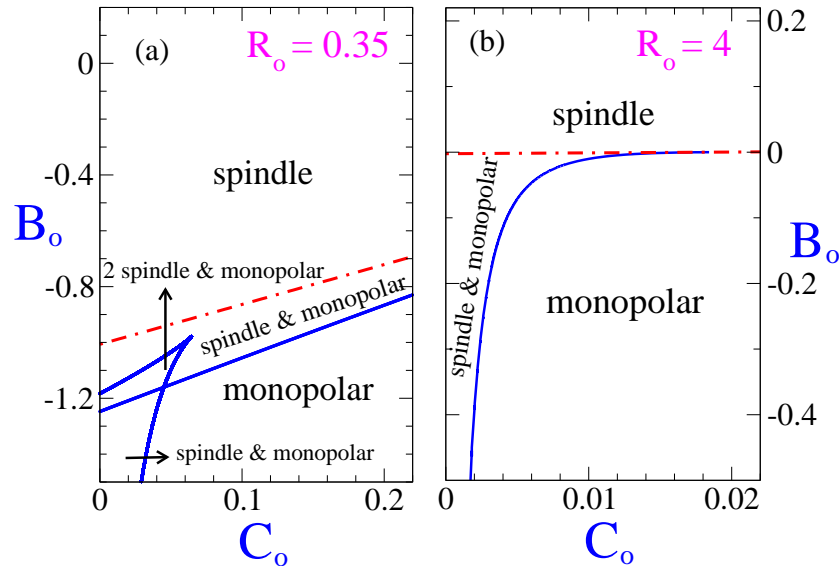 (a)
R_o = 0.35
0
-0.4
-0.8
-1.2
B_o
spindle
2 spindle & monopolar
spindle & monopolar
monopolar
spindle & monopolar
0
0.1
0.2
C_o
(b)
R_o = 4
spindle
spindle & monopolar
monopolar
0.2
0
-0.2
-0.4
B_o
0
0.01
0.02
C_o